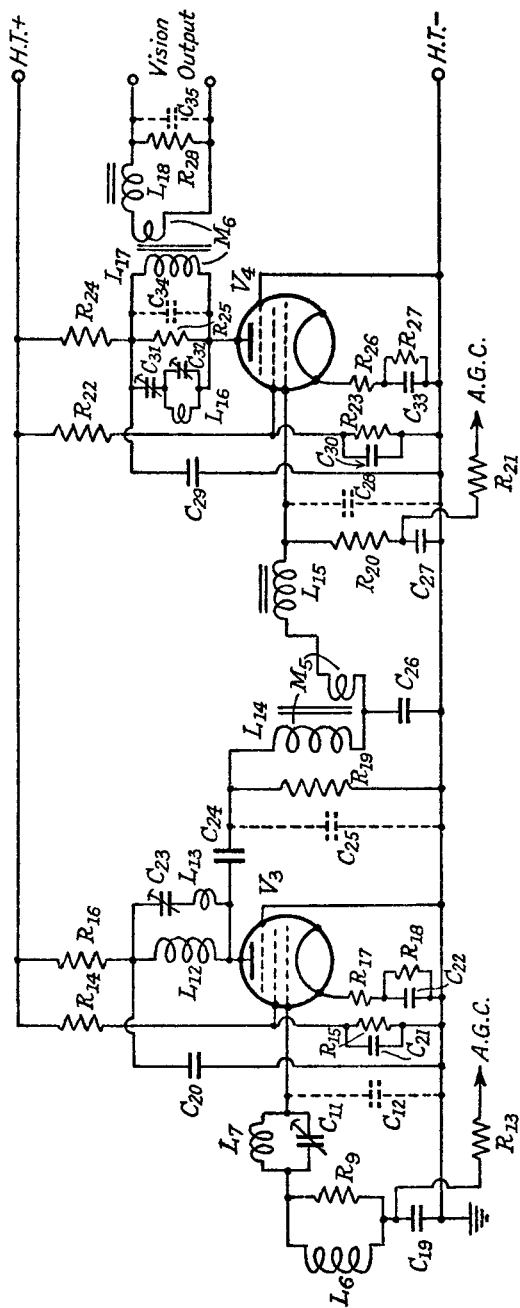 H.T.+
Vision
Output
C35
R28
L18
M6
L17
C34
R25
C31
C32
L16
V4
R24
R22
C29
R26
R27
C33
R23
C30
C28
R20
C27
A.G.C.
R21
L15
M5
L14
C26
R19
C24
C25
C23
L13
L12
R16
R14
V3
R17
R18
C22
R15
C21
C20
L7
C11
C12
R9
L6
C19
A.G.C.
R13
H.T.-